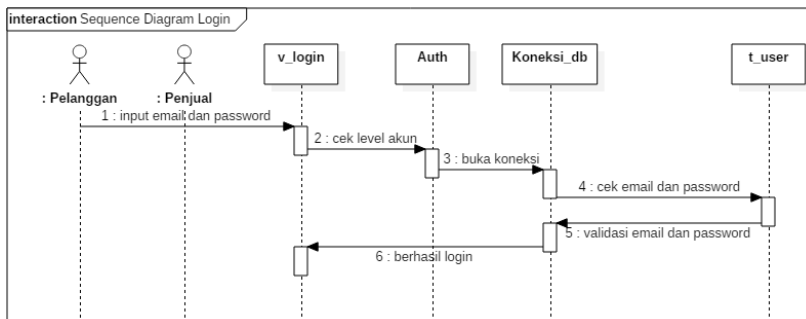 interaction Sequence Diagram Login
v_login
Auth
Koneksi_db
t_user
: Pelanggan
: Penjual
1 : input email dan password
2 : cek level akun
3 : buka koneksi
4 : cek email dan password
5 : validasi email dan password
6 : berhasil login